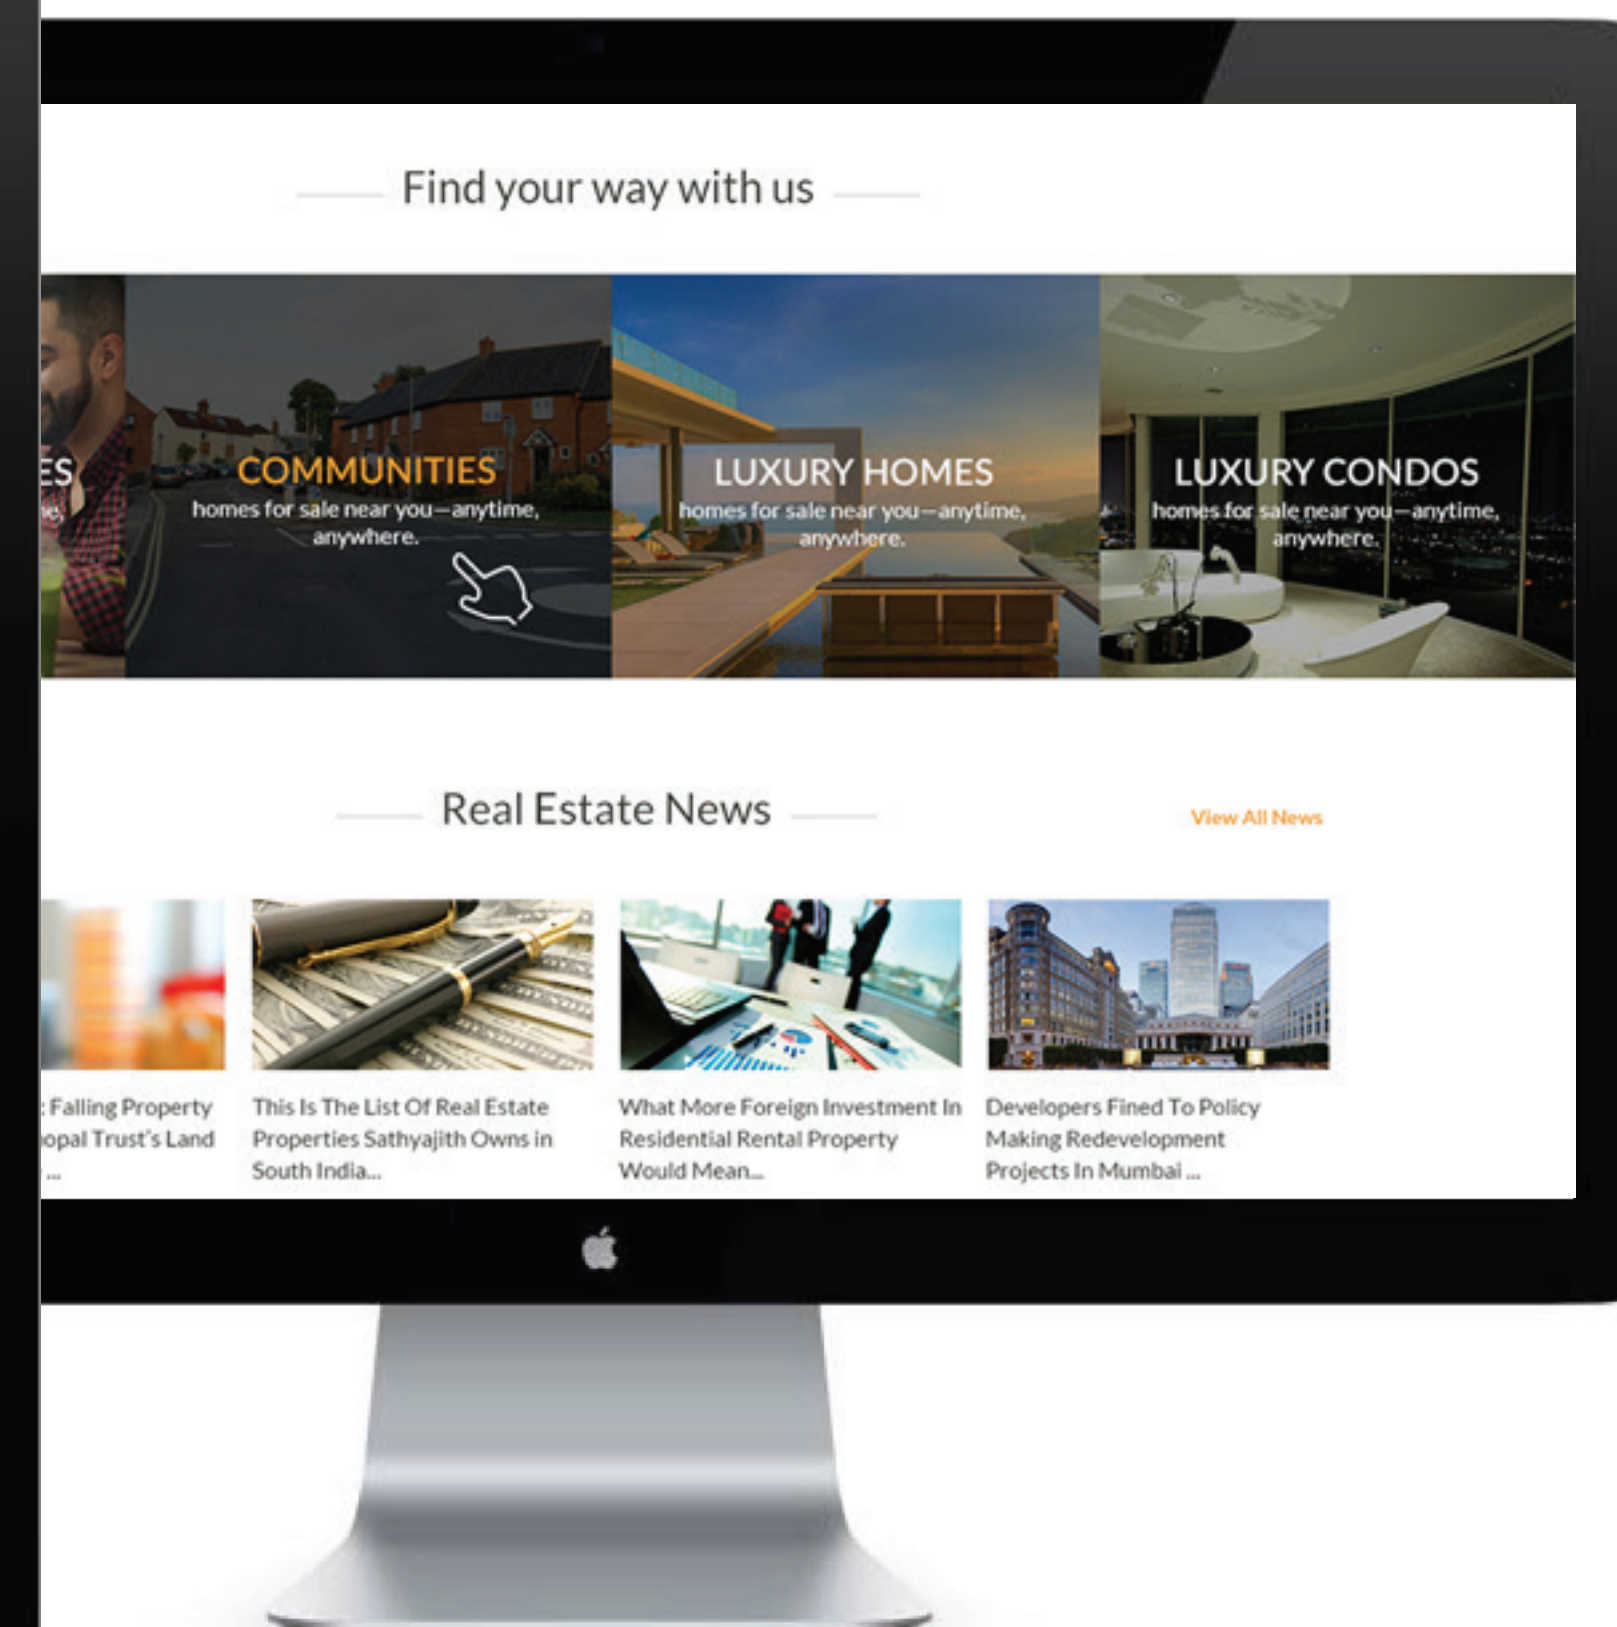 Find your way with us
ES
COMMUNITIES
homes for sale near you—anytime,
anywhere.
LUXURY HOMES
homes for sale near you—anytime,
anywhere.
LUXURY CONDOS
homes for sale near you—anytime,
anywhere.
Real Estate News
View All News
: Falling Property
opal Trust's Land
...
This Is The List Of Real Estate
Properties Sathyajith Owns in
South India...
What More Foreign Investment In
Residential Rental Property
Would Mean...
Developers Fined To Policy
Making Redevelopment
Projects In Mumbai ...